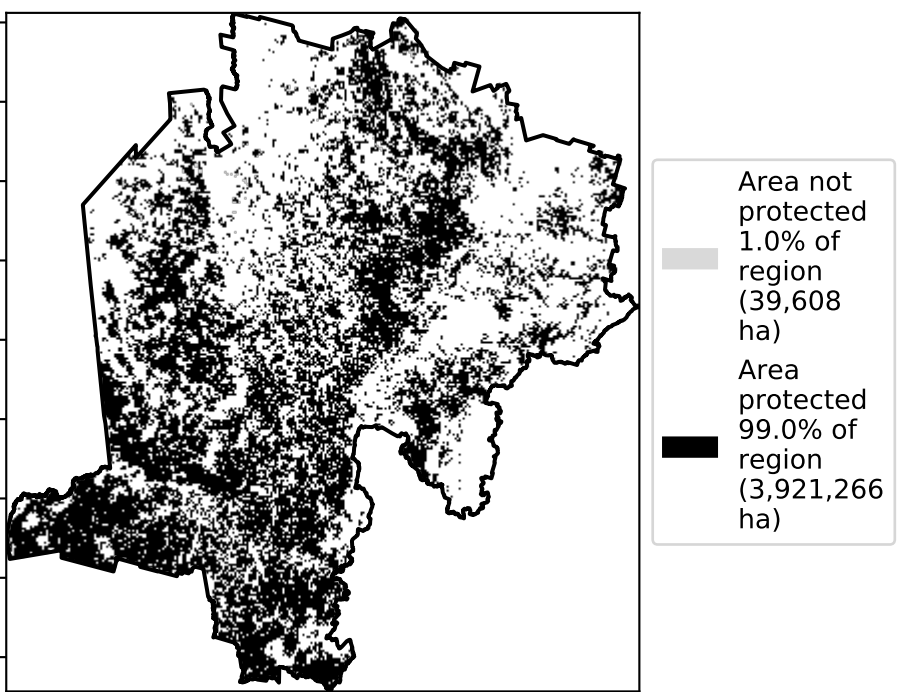 Area not
protected
1.0% of
region
(39,608
ha)
Area
protected
99.0% of
region
(3,921,266
ha)